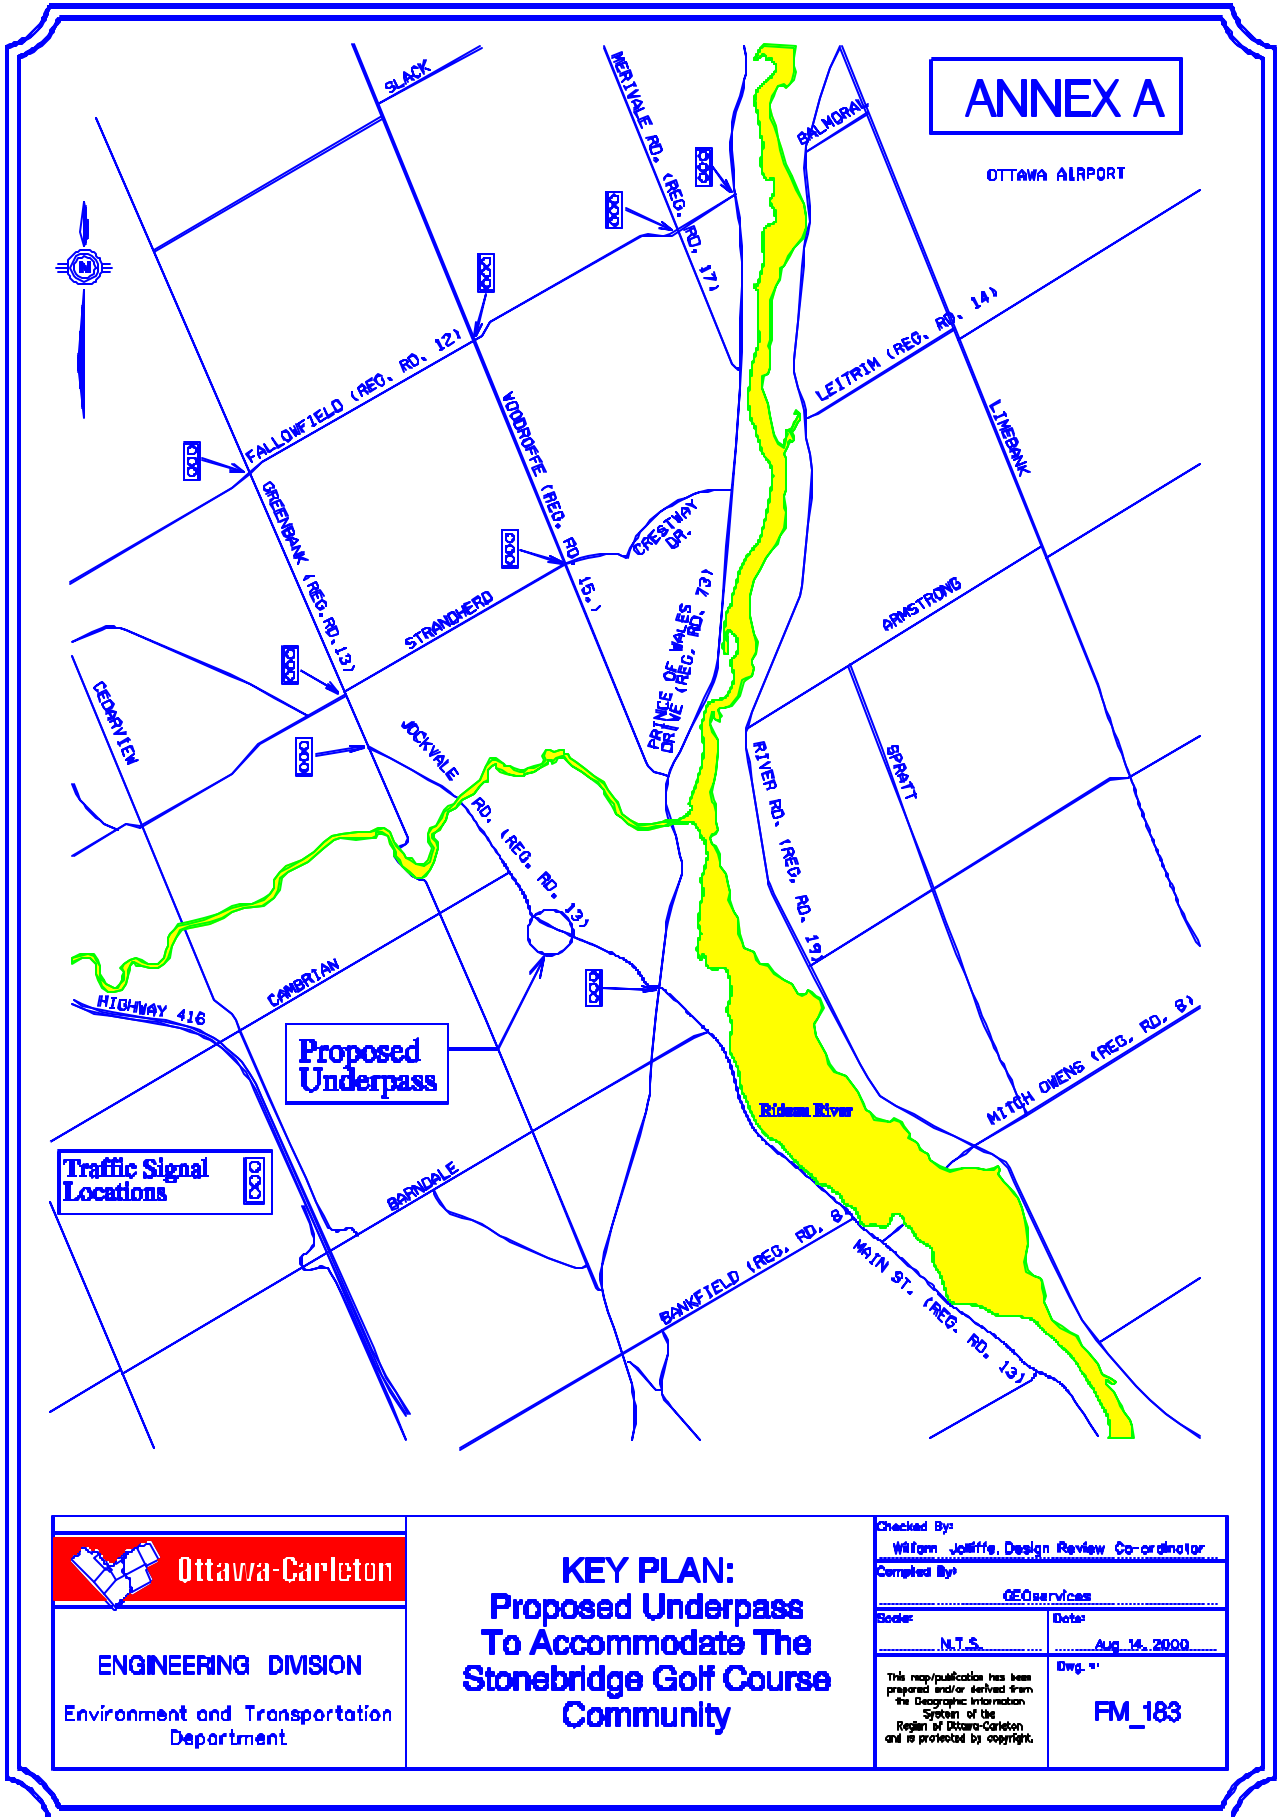 ANNEX A
OTTAWA AIRPORT
SLACK
MERIVALE RD. (REG. RD. 17)
BALMORAL
N
FALLOWFIELD (REG. RD. 12)
LEITRIM (REG. RD. 14)
WOODROFFE (REG. RD. 15.)
LIMEBANK
GREENBANK (REG.RD.13)
CRESTWAY
DR.
STRANDHERD
ARMSTRONG
PRINCE OF WALES
DRIVE (REG. RD. 73)
CEDARVIEW
JOCKVALE RD. (REG. RD. 13)
RIVER RD. (REG. RD. 19)
SPRATT
CAMBRIAN
HIGHWAY 416
Proposed
Underpass
MITCH OWENS (REG. RD. 8)
Rideau River
Traffic Signal
Locations
BARNDALE
BANKFIELD (REG. RD. 8)
MAIN ST. (REG. RD. 13)
Ottawa-Carleton
ENGINEERING DIVISION
Environment and Transportation
Department
KEY PLAN:
Proposed Underpass
To Accommodate The
Stonebridge Golf Course
Community
Checked By:
William Jolliffe, Design Review Co-ordinator
Compiled By:
GEOservices
Scale:
N.T.S.
Date:
Aug 14, 2000
This map/publication has been
prepared and/or derived from
the Geographic Information
System of the
Region of Ottawa-Carleton
and is protected by copyright.
Dwg. #:
FM_183